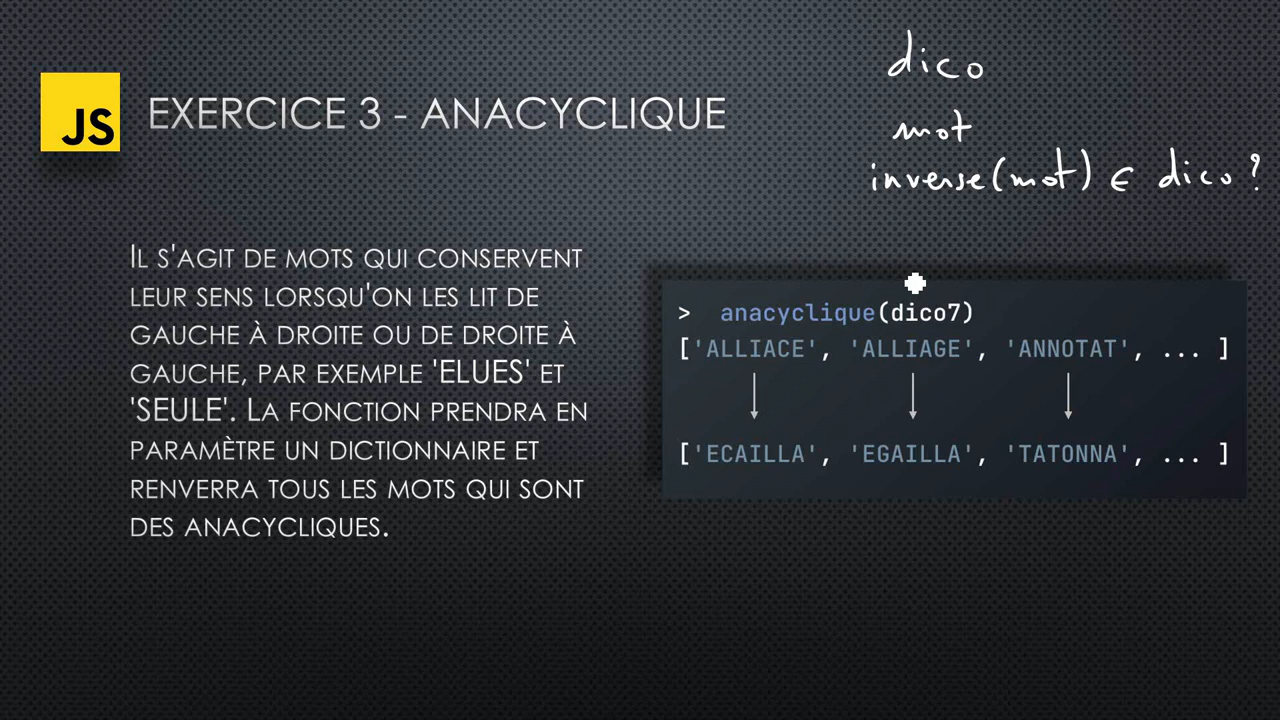 dico
JS EXERCICE 3 - ANACYCLIQUE
mot
inverse(mot) ∈ dico ?
IL S'AGIT DE MOTS QUI CONSERVENT
LEUR SENS LORSQU'ON LES LIT DE
GAUCHE À DROITE OU DE DROITE À
GAUCHE, PAR EXEMPLE 'ELUES' ET
'SEULE'. LA FONCTION PRENDRA EN
PARAMÈTRE UN DICTIONNAIRE ET
RENVERRA TOUS LES MOTS QUI SONT
DES ANACYCLIQUES.
> anacyclique(dico7)
['ALLIACE', 'ALLIAGE', 'ANNOTAT', ... ]
['ECAILLA', 'EGAILLA', 'TATONNA', ... ]